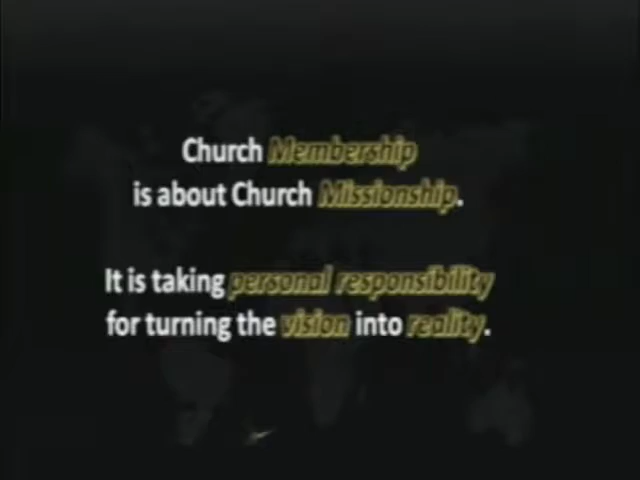 Church Membership
is about Church Missionship.
It is taking personal responsibility
for turning the vision into reality.